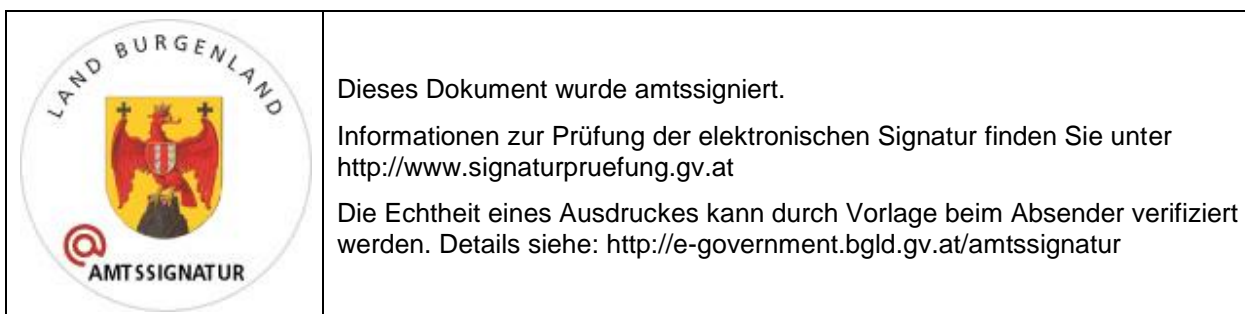 LAND BURGENLAND
@
AMTSSIGNATUR
Dieses Dokument wurde amtssigniert.
Informationen zur Prüfung der elektronischen Signatur finden Sie unter
http://www.signaturpruefung.gv.at
Die Echtheit eines Ausdruckes kann durch Vorlage beim Absender verifiziert
werden. Details siehe: http://e-government.bgld.gv.at/amtssignatur